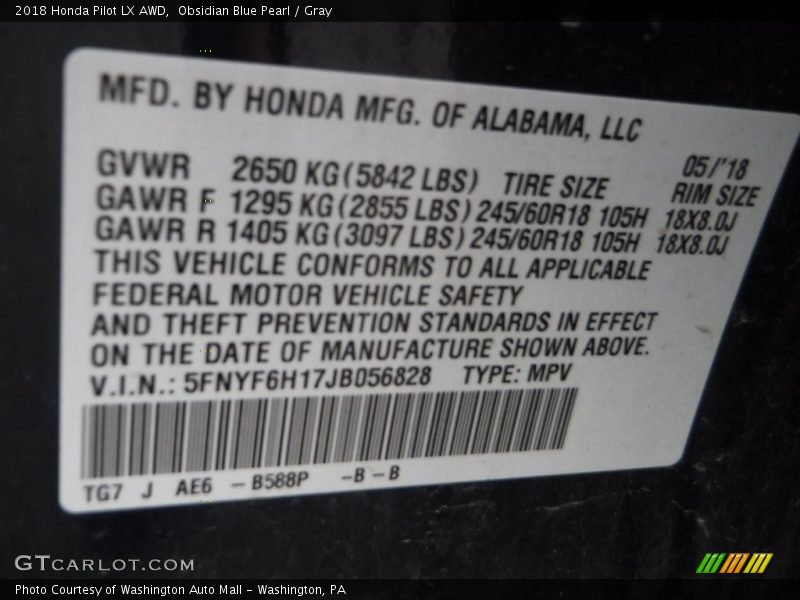 2018 Honda Pilot LX AWD,  Obsidian Blue Pearl / Gray
MFD. BY HONDA MFG. OF ALABAMA, LLC
05/'18
GVWR 2650 KG (5842 LBS) TIRE SIZE RIM SIZE
GAWR F 1295 KG (2855 LBS) 245/60R18 105H 18X8.0J
GAWR R 1405 KG (3097 LBS) 245/60R18 105H 18X8.0J
THIS VEHICLE CONFORMS TO ALL APPLICABLE
FEDERAL MOTOR VEHICLE SAFETY
AND THEFT PREVENTION STANDARDS IN EFFECT
ON THE DATE OF MANUFACTURE SHOWN ABOVE.
V.I.N.: 5FNYF6H17JB056828 TYPE: MPV
TG7 J AE6 - B588P - B - B
GTCARLOT.COM
Photo Courtesy of Washington Auto Mall - Washington, PA